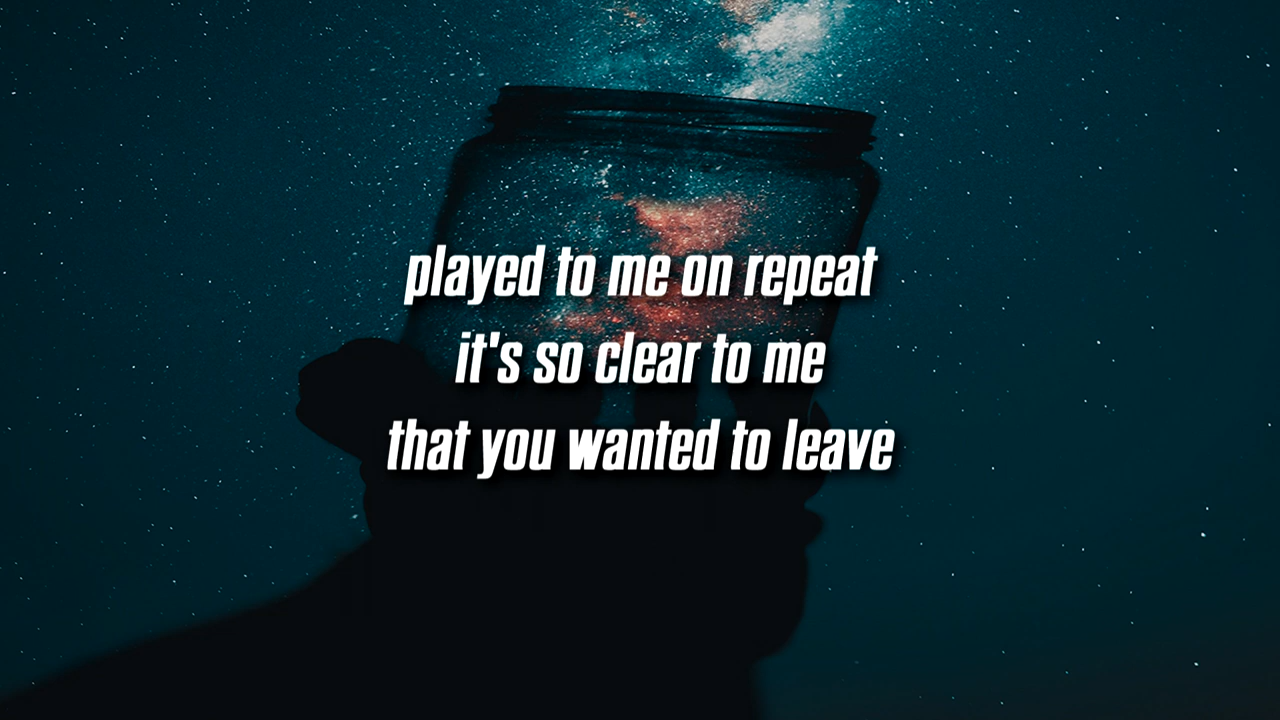 played to me on repeat
it's so clear to me
that you wanted to leave